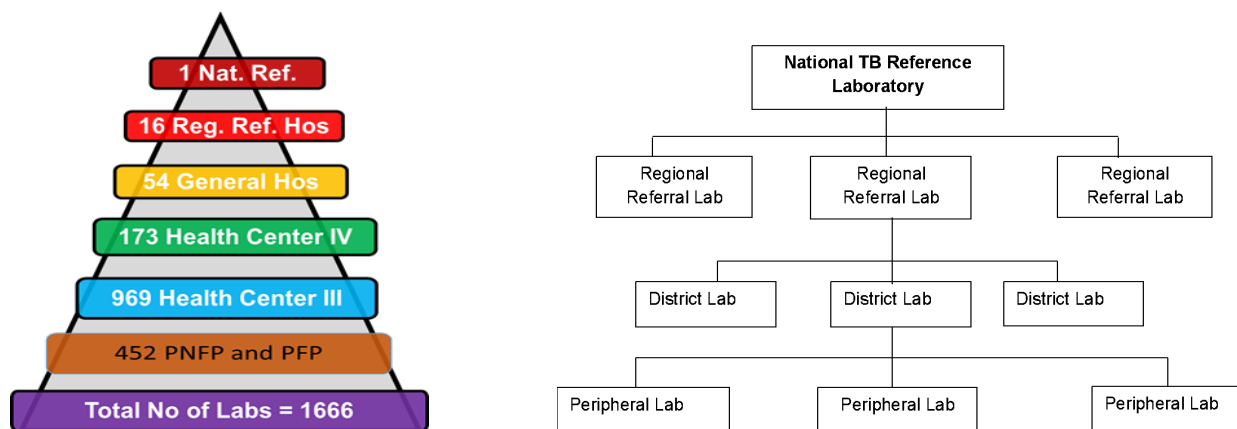 1 Nat. Ref.
16 Reg. Ref. Hos
54 General Hos
173 Health Center IV
969 Health Center III
452 PNFP and PFP
Total No of Labs = 1666
National TB Reference
Laboratory
Regional
Referral Lab
Regional
Referral Lab
Regional
Referral Lab
District Lab
District Lab
District Lab
Peripheral Lab
Peripheral Lab
Peripheral Lab